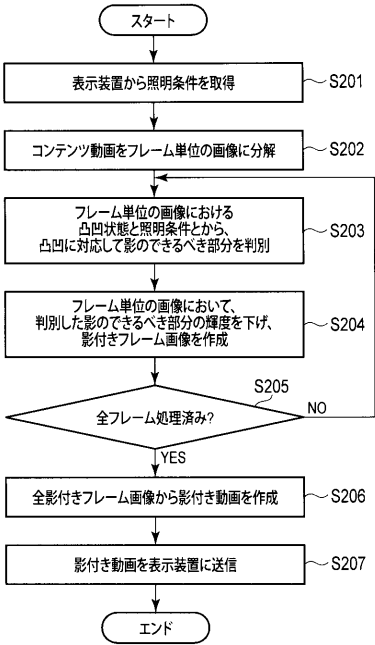 スタート
表示装置から照明条件を取得
S201
コンテンツ動画をフレーム単位の画像に分解
S202
フレーム単位の画像における
凸凹状態と照明条件とから、
凸凹に対応して影のできるべき部分を判別
S203
フレーム単位の画像において、
判別した影のできるべき部分の輝度を下げ、
影付きフレーム画像を作成
S204
S205
全フレーム処理済み?
NO
YES
全影付きフレーム画像から影付き動画を作成
S206
影付き動画を表示装置に送信
S207
エンド